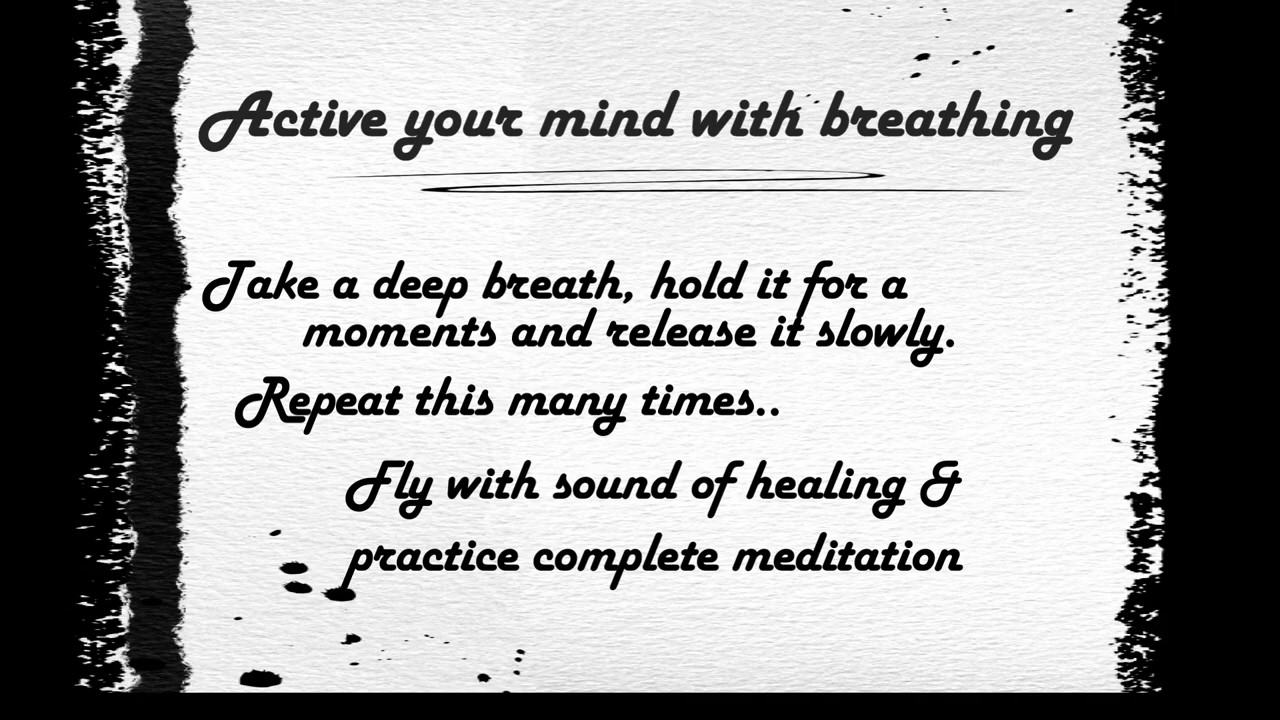 Active your mind with breathing
Take a deep breath, hold it for a
moments and release it slowly.
Repeat this many times..
Fly with sound of healing &
practice complete meditation